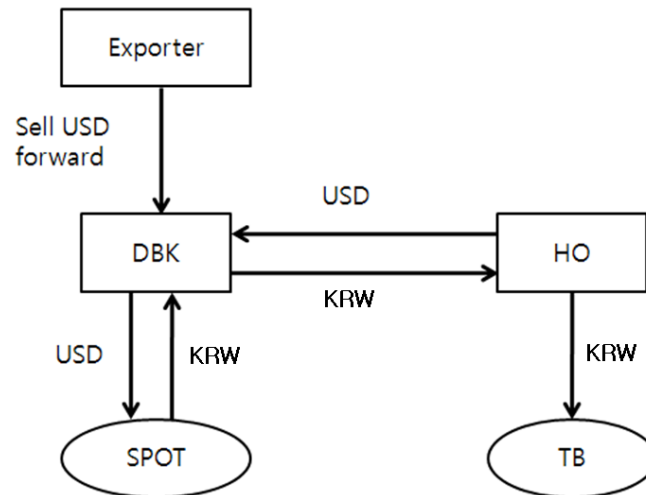 Exporter
Sell USD
forward
USD
DBK
HO
KRW
USD
KRW
KRW
SPOT
TB